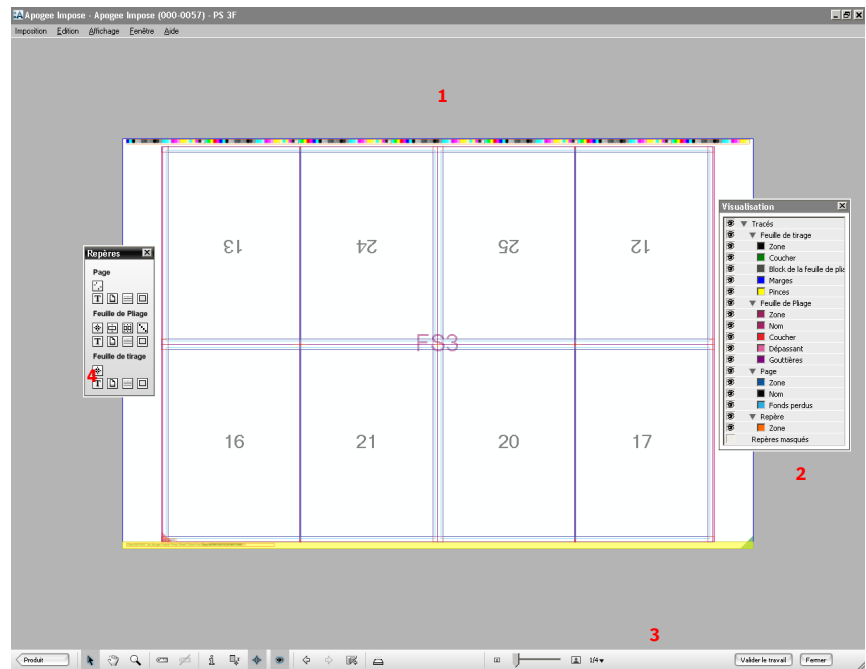 Apogee Impose - Apogee Impose (000-0057) - PS 3F
Imposition Edition Affichage Fenêtre Aide
1
13 24 25 12
FS3
16 21 20 17
Repères
Page
T
Feuille de Pliage
T
Feuille de tirage
4
T
Visualisation
Tracés
Feuille de tirage
Zone
Coucher
Block de la feuille de plia
Marges
Pinces
Feuille de Pliage
Zone
Nom
Coucher
Dépassant
Gouttières
Page
Zone
Nom
Fonds perdus
Repère
Zone
Repères masqués
2
3
Produit 1/4 Valider le travail Fermer